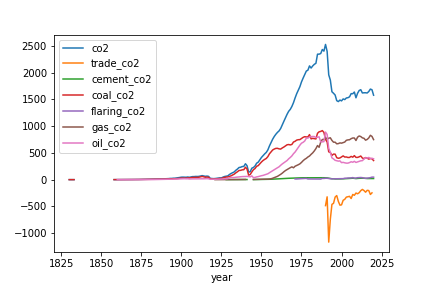 co2
trade_co2
cement_co2
coal_co2
flaring_co2
gas_co2
oil_co2
2500
2000
1500
1000
500
0
−500
−1000
1825 1850 1875 1900 1925 1950 1975 2000 2025
year